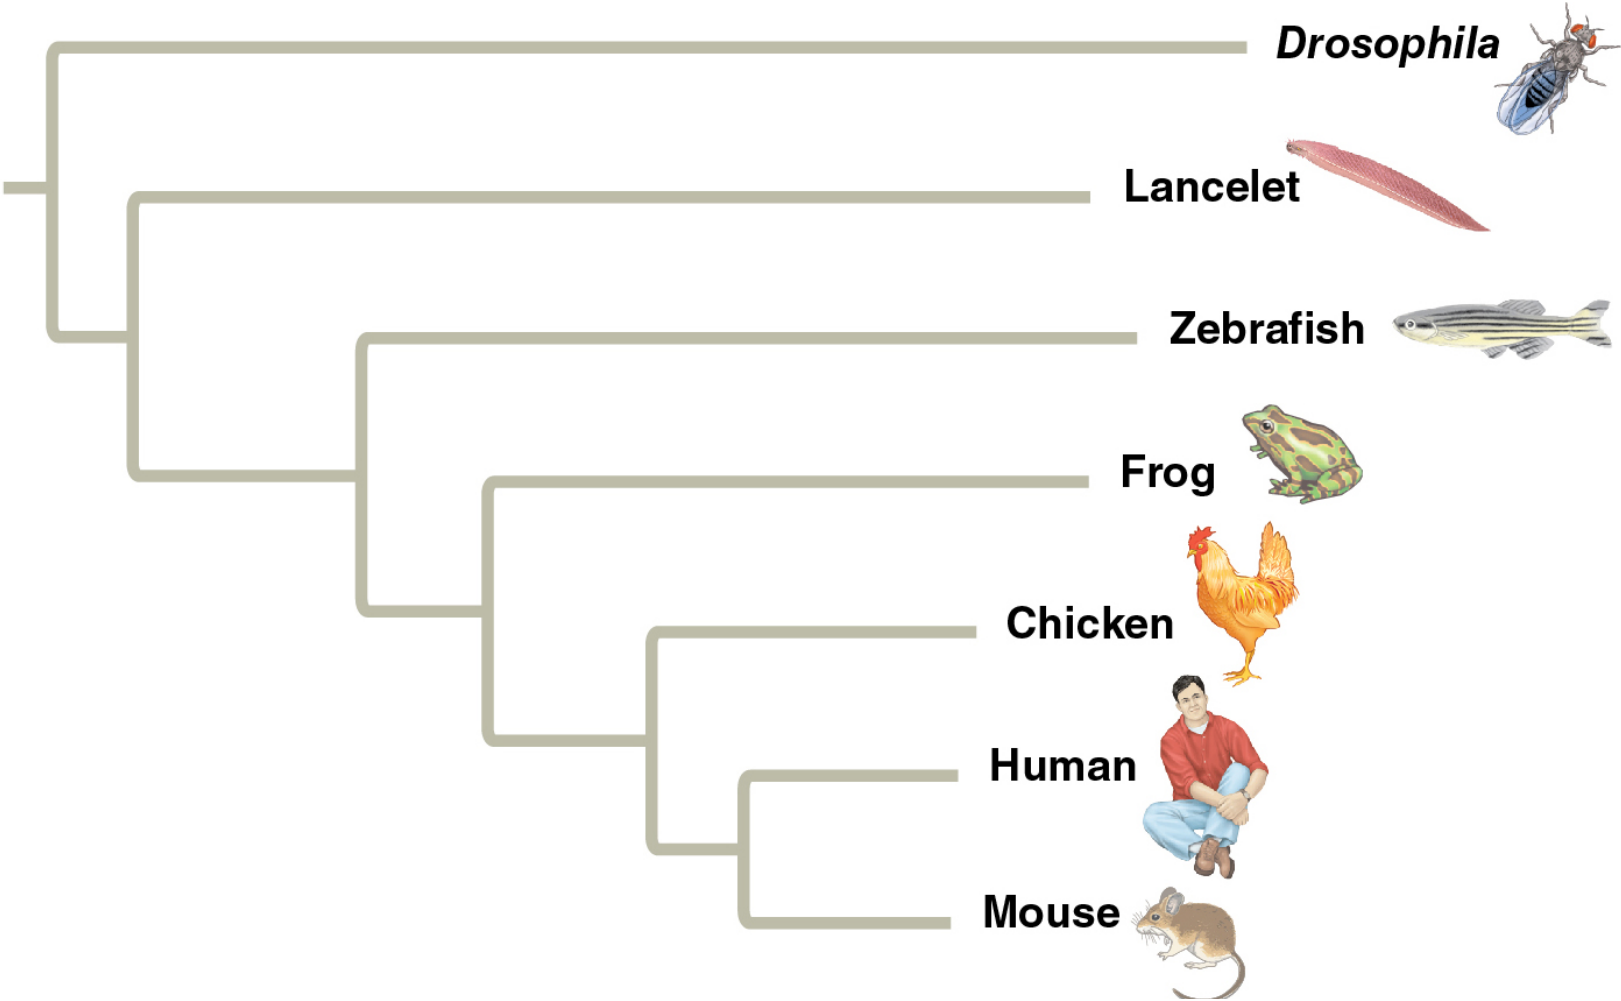 Drosophila
Lancelet
Zebrafish
Frog
Chicken
Human
Mouse